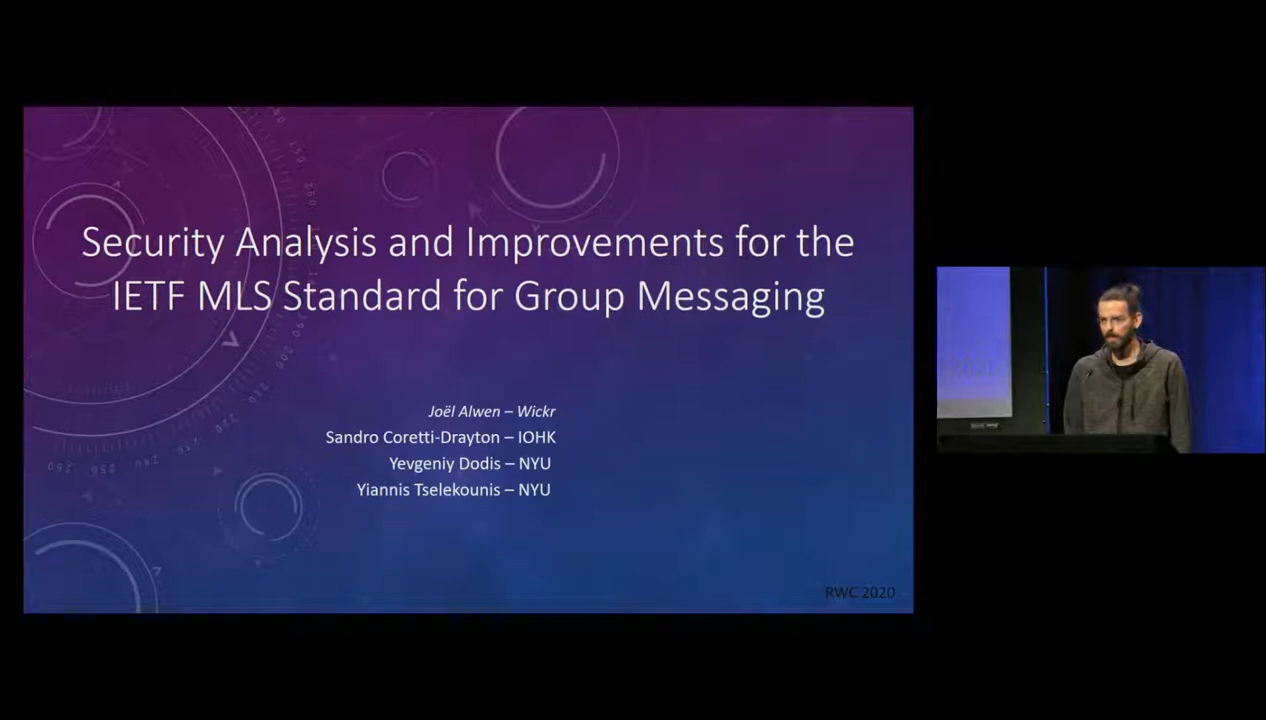 Security Analysis and Improvements for the
IETF MLS Standard for Group Messaging
Joël Alwen – Wickr
Sandro Coretti-Drayton – IOHK
Yevgeniy Dodis – NYU
Yiannis Tselekounis – NYU
RWC 2020